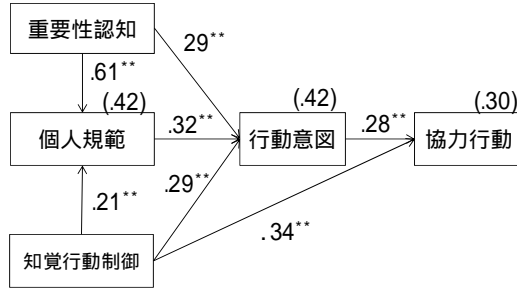 重要性認知
29**
.61**
(.42)
(.42)
(.30)
個人規範
.32**
行動意図
.28**
協力行動
.29**
.21**
.34**
知覚行動制御